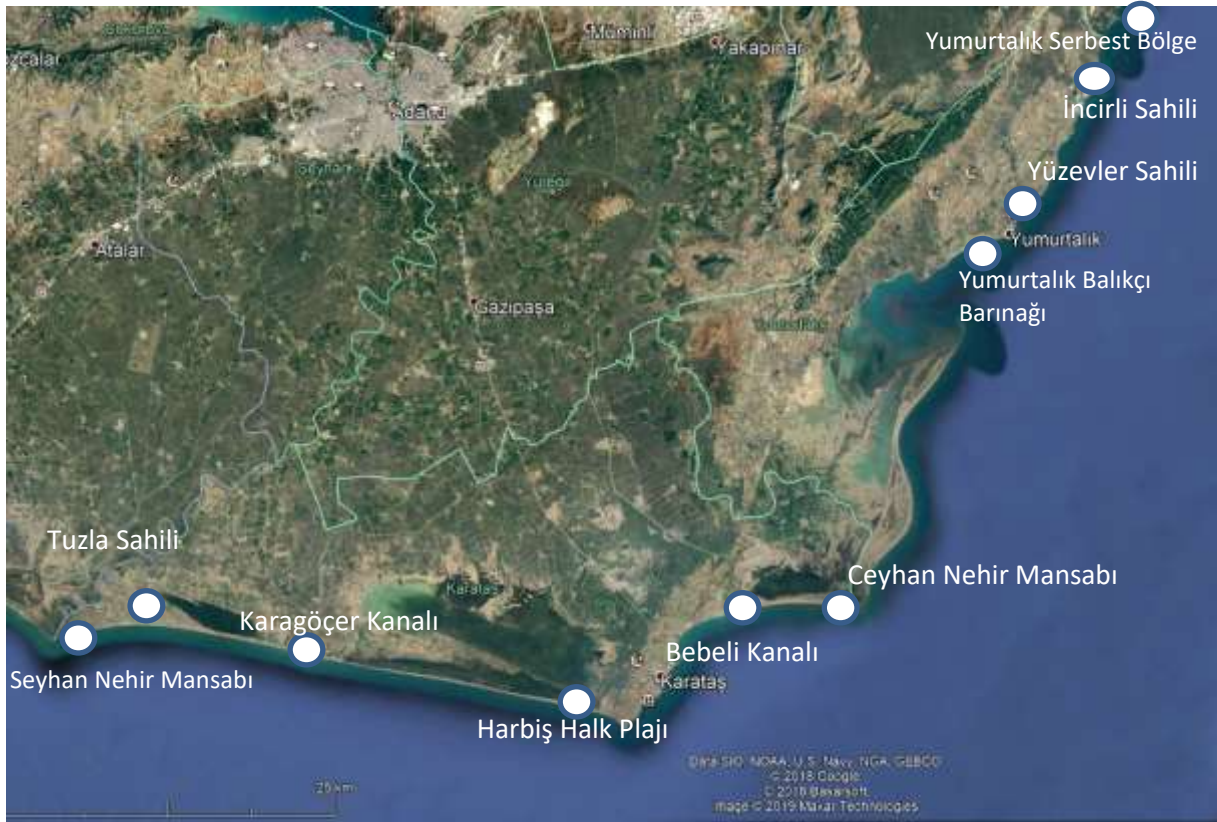 Müminli
Yakapınar
Yumurtalık Serbest Bölge
İncirli Sahili
Adana
Yüzevler Sahili
Atalar
Yumurtalık
Yumurtalık Balıkçı
Barınağı
Gazipaşa
Tuzla Sahili
Ceyhan Nehir Mansabı
Karataş
Karagöçer Kanalı
Bebeli Kanalı
Seyhan Nehir Mansabı
Karataş
Harbiş Halk Plajı
Data SIO, NOAA, U.S. Navy, NGA, GEBCO
© 2018 Google
© 2018 Basarsoft
Image © 2019 Maxar Technologies